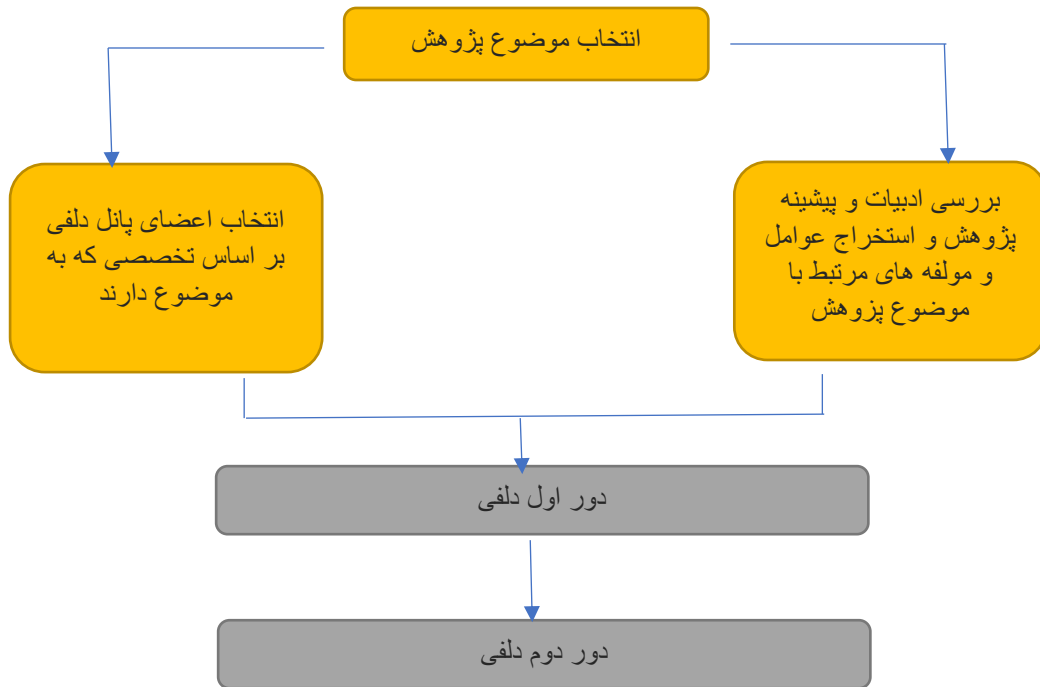 انتخاب موضوع پژوهش
بررسی ادبیات و پیشینه
پژوهش و استخراج عوامل
و مولفه های مرتبط با
موضوع پزوهش
انتخاب اعضای پانل دلفی
بر اساس تخصصی که به
موضوع دارند
دور اول دلفی
دور دوم دلفی